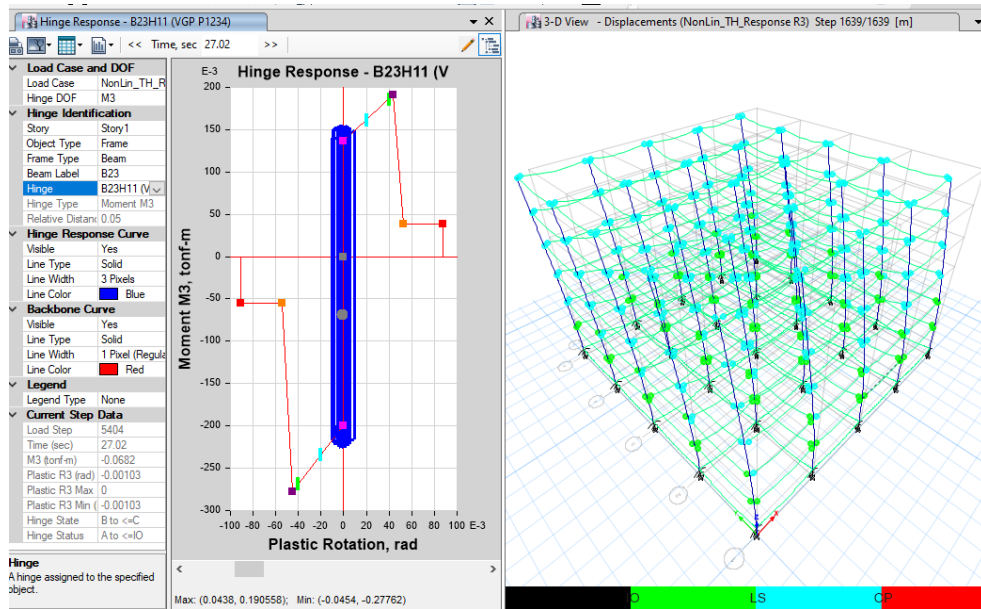 Hinge Response - B23H11 (VGP P1234)
<< Time, sec 27.02 >>
Load Case and DOF
Load Case NonLin_TH_R
Hinge DOF M3
Hinge Identification
Story Story1
Object Type Frame
Frame Type Beam
Beam Label B23
Hinge B23H11 (V
Hinge Type Moment M3
Relative Distanc 0.05
Hinge Response Curve
Visible Yes
Line Type Solid
Line Width 3 Pixels
Line Color Blue
Backbone Curve
Visible Yes
Line Type Solid
Line Width 1 Pixel (Regula
Line Color Red
Legend
Legend Type None
Current Step Data
Load Step 5404
Time (sec) 27.02
M3 (tonf-m) -0.0682
Plastic R3 (rad) -0.00103
Plastic R3 Max 0
Plastic R3 Min ( -0.00103
Hinge State B to <=C
Hinge Status A to <=IO
Hinge
A hinge assigned to the specified
object.
E-3 Hinge Response - B23H11 (V
200
150
100
50
0
-50
-100
-150
-200
-250
-300
Moment M3, tonf-m
-100 -80 -60 -40 -20 0 20 40 60 80 100 E-3
Plastic Rotation, rad
Max: (0.0438, 0.190558); Min: (-0.0454, -0.27762)
3-D View - Displacements (NonLin_TH_Response R3) Step 1639/1639 [m]
LS
CP